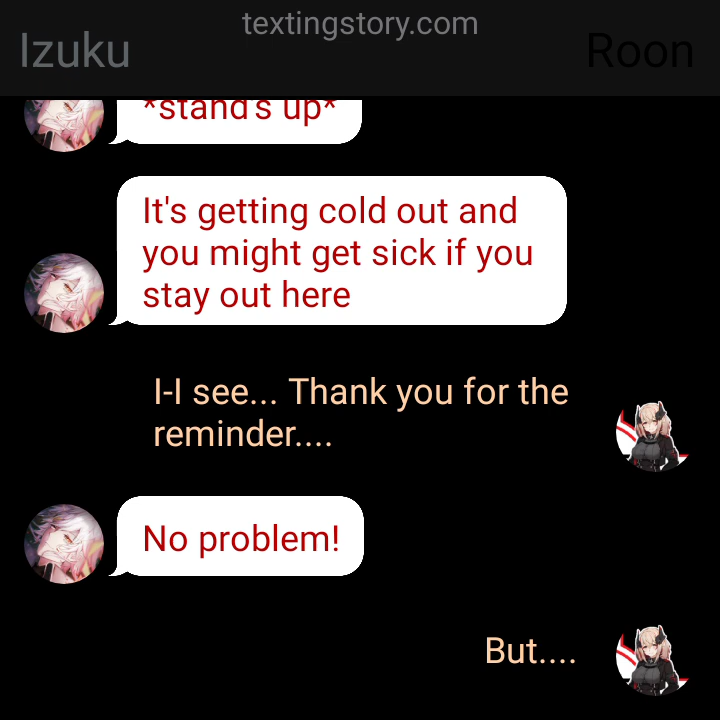 textingstory.com
Izuku
Roon
*stand's up*
It's getting cold out and
you might get sick if you
stay out here
I-I see... Thank you for the
reminder....
No problem!
But....